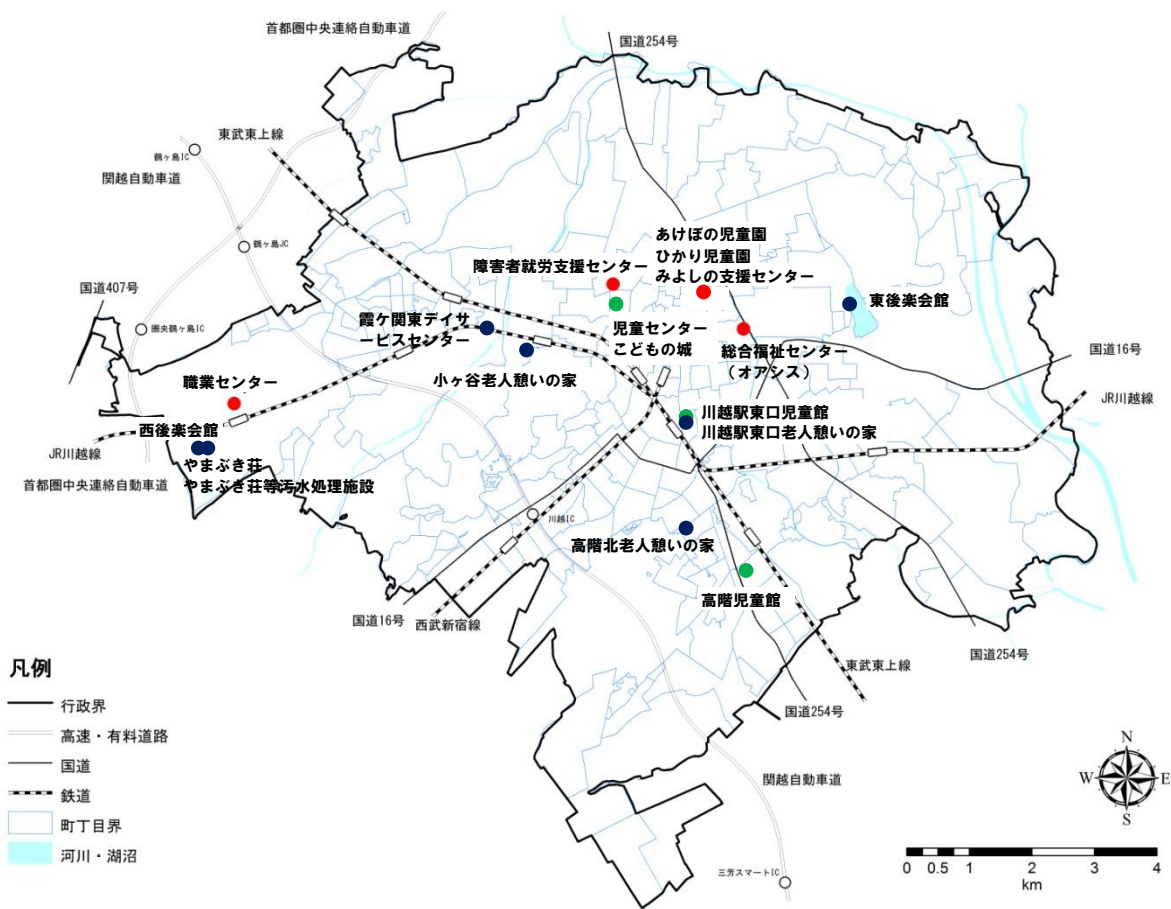 首都圏中央連絡自動車道
国道254号
東武東上線
鶴ヶ島IC
関越自動車道
鶴ヶ島JC
国道407号
圏央鶴ヶ島IC
あけぼの児童園
ひかり児童園
みよしの支援センター
障害者就労支援センター
東後楽会館
霞ケ関東デイサ
ービスセンター
児童センター
こどもの城
総合福祉センター
（オアシス）
国道16号
小ヶ谷老人憩いの家
職業センター
JR川越線
川越駅東口児童館
川越駅東口老人憩いの家
西後楽会館
JR川越線
やまぶき荘
やまぶき荘等汚水処理施設
首都圏中央連絡自動車道
川越IC
高階北老人憩いの家
高階児童館
国道16号
西武新宿線
国道254号
東武東上線
国道254号
関越自動車道
三芳スマートIC
凡例
行政界
高速・有料道路
国道
鉄道
町丁目界
河川・湖沼
N
W E
S
0 0.5 1 2 3 4
km